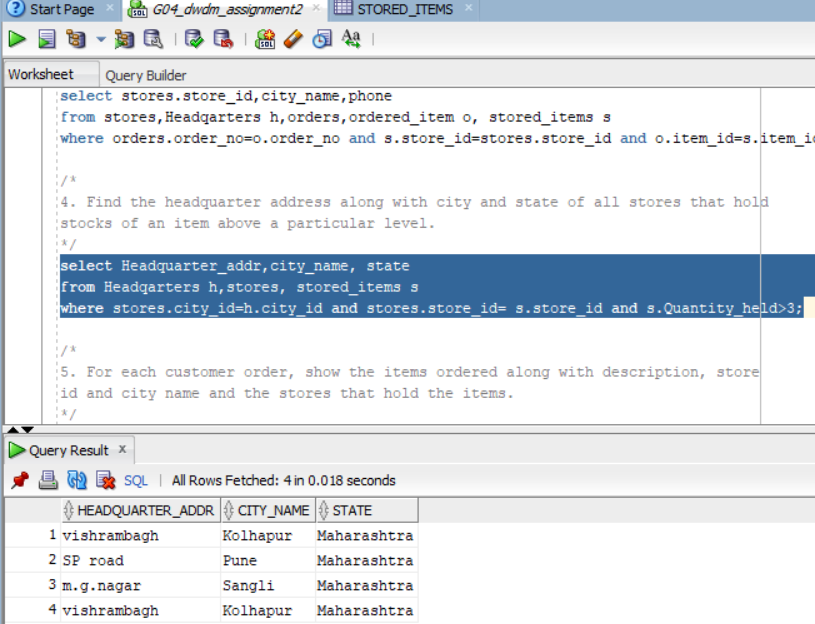 Start Page
G04_dwdm_assignment2
STORED_ITEMS
Worksheet
Query Builder
select stores.store_id,city_name,phone
from stores,Headqarters h,orders,ordered_item o, stored_items s
where orders.order_no=o.order_no and s.store_id=stores.store_id and o.item_id=s.item_id
/*
4. Find the headquarter address along with city and state of all stores that hold
stocks of an item above a particular level.
*/
select Headquarter_addr,city_name, state
from Headqarters h,stores, stored_items s
where stores.city_id=h.city_id and stores.store_id= s.store_id and s.Quantity_held>3;
/*
5. For each customer order, show the items ordered along with description, store
id and city name and the stores that hold the items.
*/
Query Result x
SQL | All Rows Fetched: 4 in 0.018 seconds
HEADQUARTER_ADDR CITY_NAME STATE
1 vishrambagh Kolhapur Maharashtra
2 SP road Pune Maharashtra
3 m.g.nagar Sangli Maharashtra
4 vishrambagh Kolhapur Maharashtra